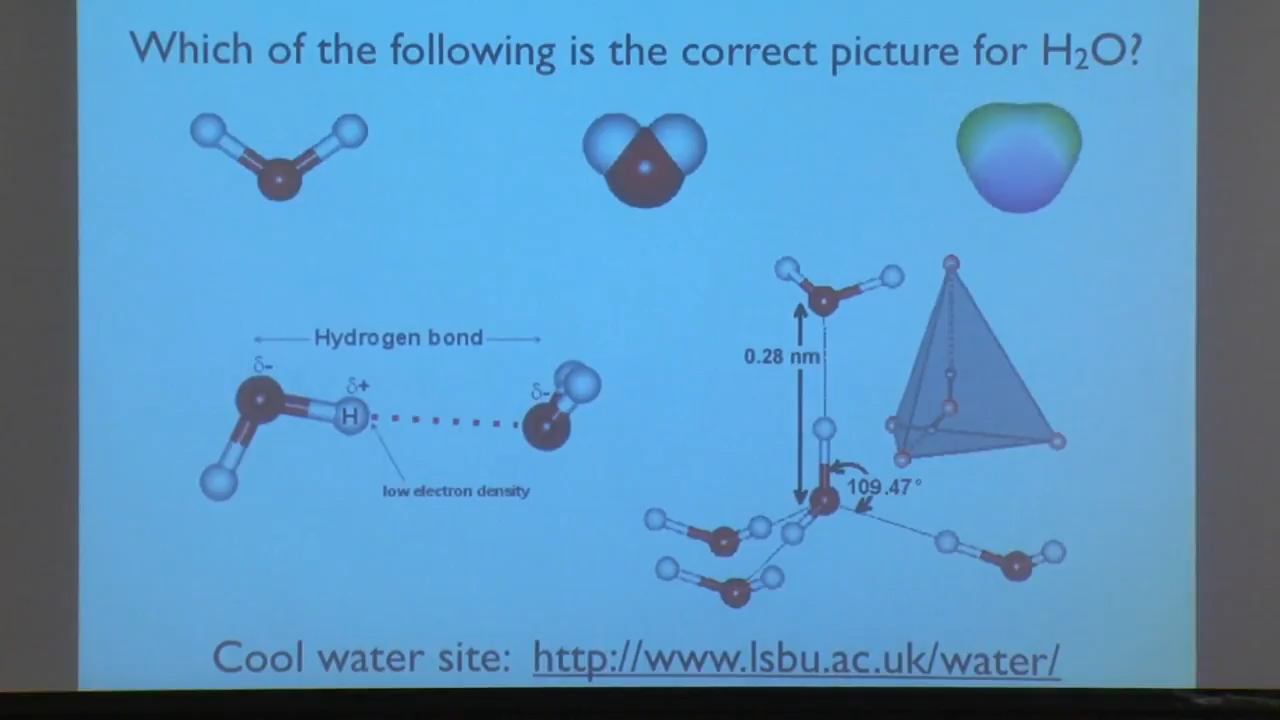 Which of the following is the correct picture for H₂O?
Hydrogen bond
δ-
δ+
δ-
H
low electron density
0.28 nm
109.47°
Cool water site: http://www.lsbu.ac.uk/water/